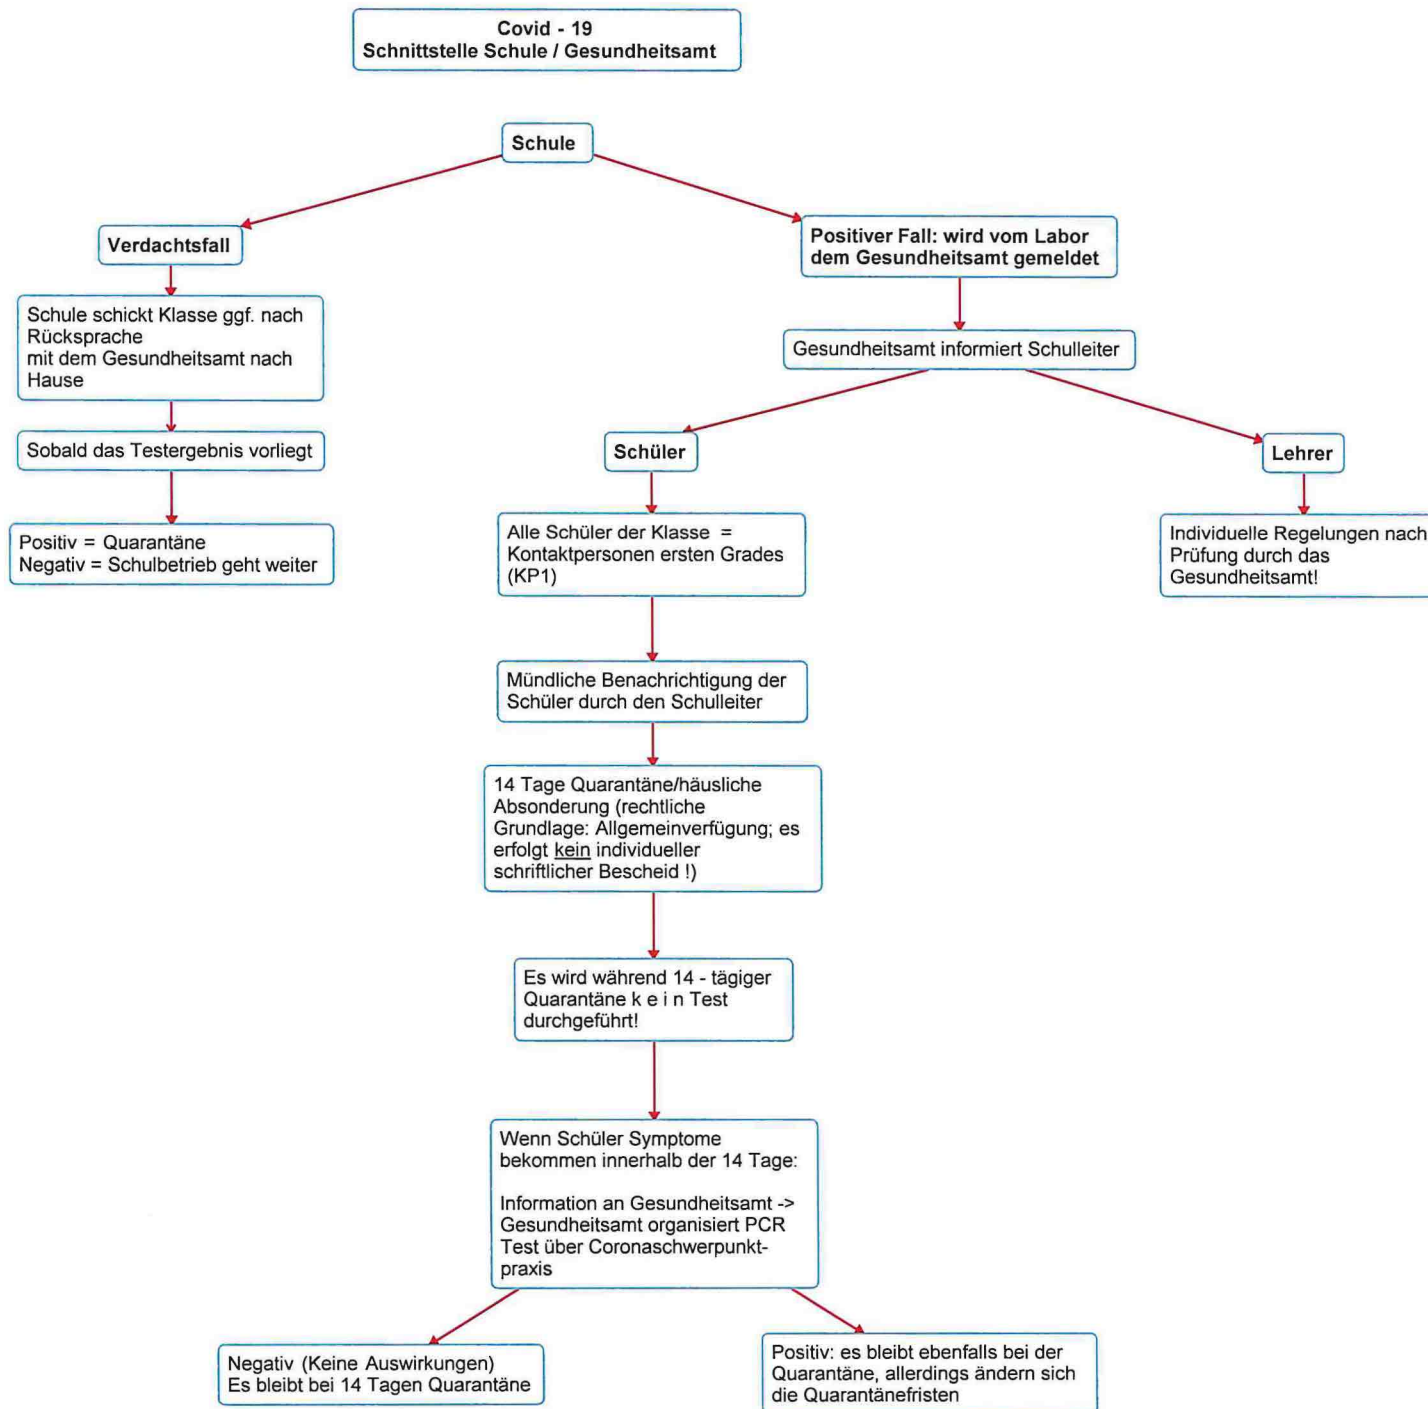 Covid - 19
Schnittstelle Schule / Gesundheitsamt
Schule
Verdachtsfall
Schule schickt Klasse ggf. nach
Rücksprache
mit dem Gesundheitsamt nach
Hause
Sobald das Testergebnis vorliegt
Positiv = Quarantäne
Negativ = Schulbetrieb geht weiter
Positiver Fall: wird vom Labor
dem Gesundheitsamt gemeldet
Gesundheitsamt informiert Schulleiter
Schüler
Alle Schüler der Klasse =
Kontaktpersonen ersten Grades
(KP1)
Mündliche Benachrichtigung der
Schüler durch den Schulleiter
14 Tage Quarantäne/häusliche
Absonderung (rechtliche
Grundlage: Allgemeinverfügung; es
erfolgt kein individueller
schriftlicher Bescheid !)
Es wird während 14 - tägiger
Quarantäne k e i n Test
durchgeführt!
Wenn Schüler Symptome
bekommen innerhalb der 14 Tage:
Information an Gesundheitsamt ->
Gesundheitsamt organisiert PCR
Test über Coronaschwerpunkt-
praxis
Negativ (Keine Auswirkungen)
Es bleibt bei 14 Tagen Quarantäne
Positiv: es bleibt ebenfalls bei der
Quarantäne, allerdings ändern sich
die Quarantänefristen
Lehrer
Individuelle Regelungen nach
Prüfung durch das
Gesundheitsamt!